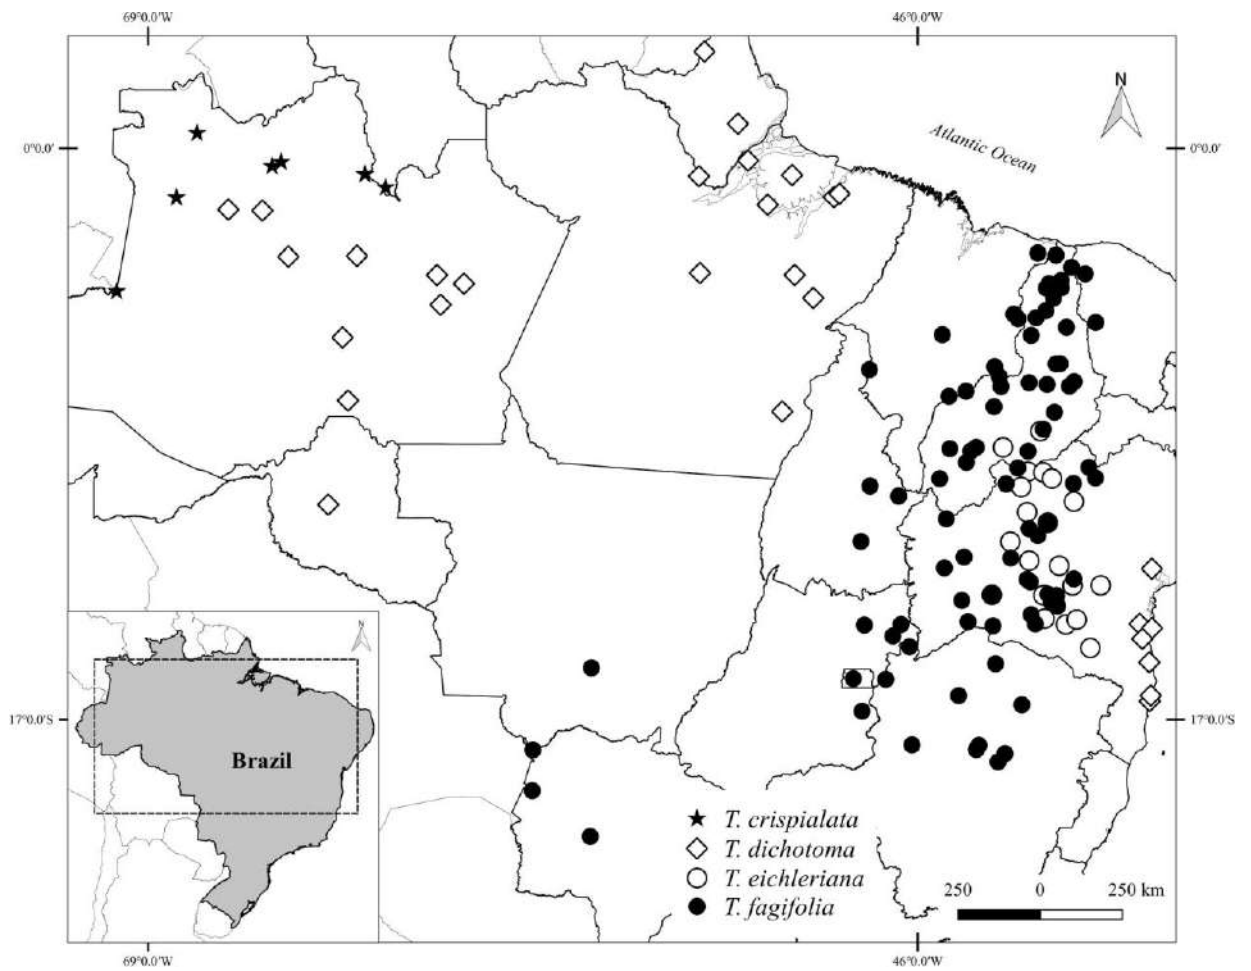 69°0.0'W
46°0.0'W
N
Atlantic Ocean
0°0.0'
0°0.0'
N
17°0.0'S
17°0.0'S
Brazil
T. crispialata
T. dichotoma
T. eichleriana
T. fagifolia
250
0
250 km
69°0.0'W
46°0.0'W